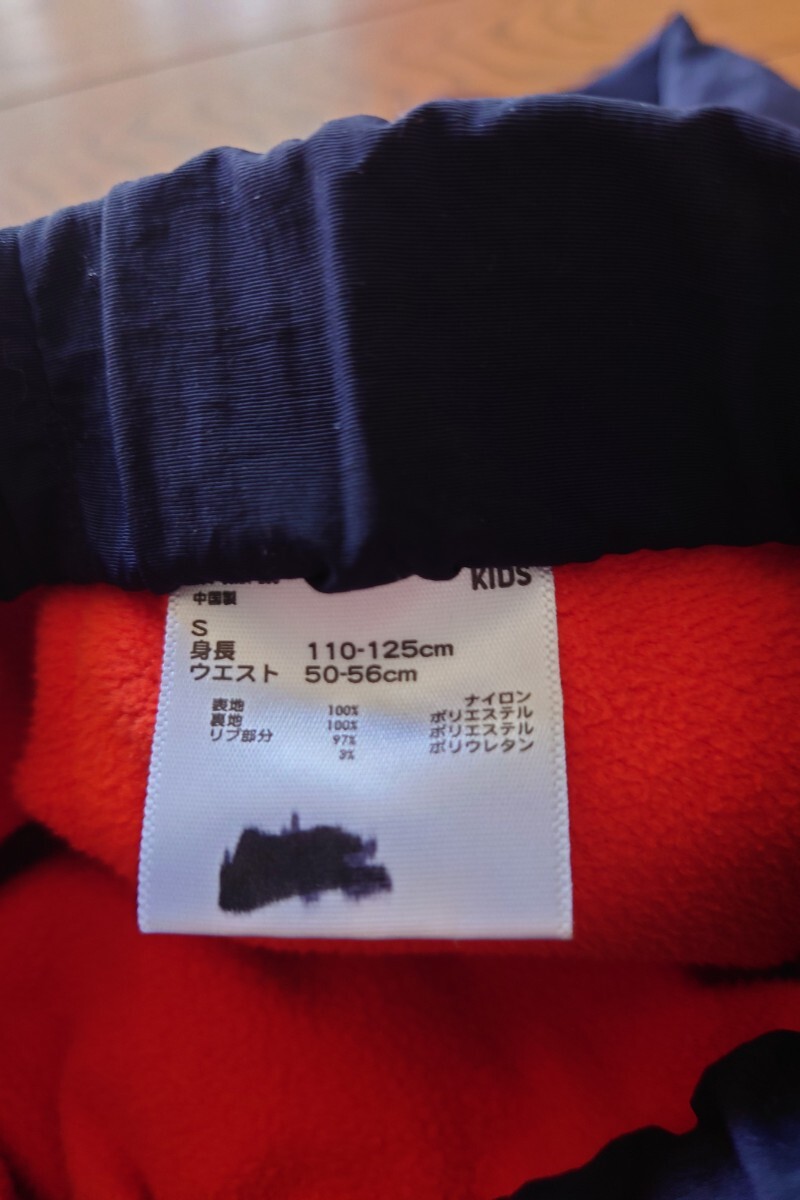 KIDS
中国製
S
身長 110-125cm
ウエスト 50-56cm
表地 100% ナイロン
裏地 100% ポリエステル
リブ部分 97% ポリエステル
3% ポリウレタン